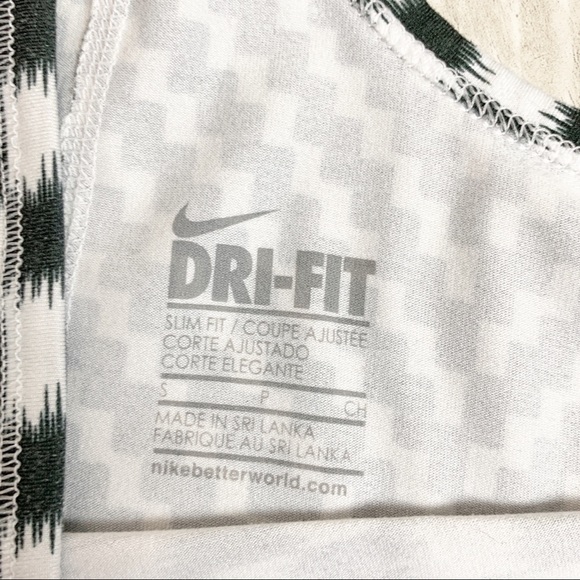 DRI-FIT
SLIM FIT / COUPE AJUSTÉE
CORTE AJUSTADO
CORTE ELEGANTE
S P CH
MADE IN SRI LANKA
FABRIQUE AU SRI LANKA
nikebetterworld.com